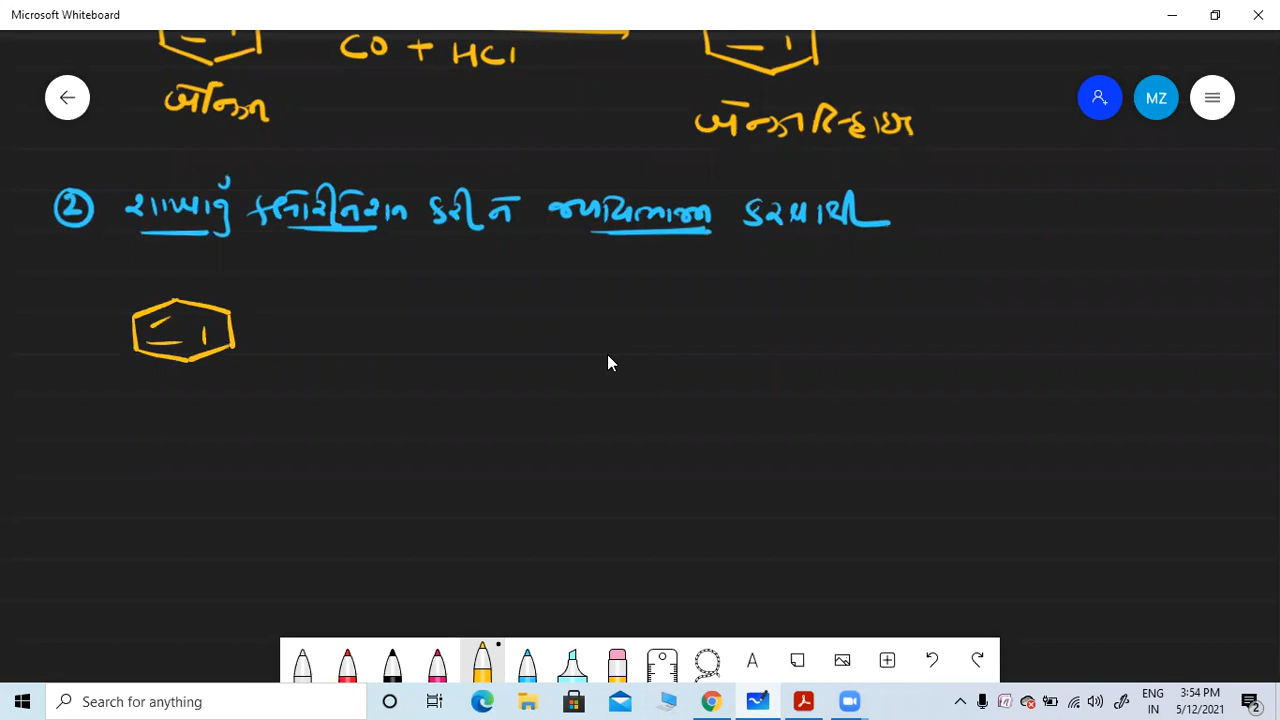 Microsoft Whiteboard
CO + HCl
બેન્ઝિન
બેન્ઝાલ્ડિહાઇડ
MZ
② શાખાનું ક્લોરીનેશન કરીને જળવિભાજન કરવાથી
A
Search for anything
ENG
IN
3:54 PM
5/12/2021
2